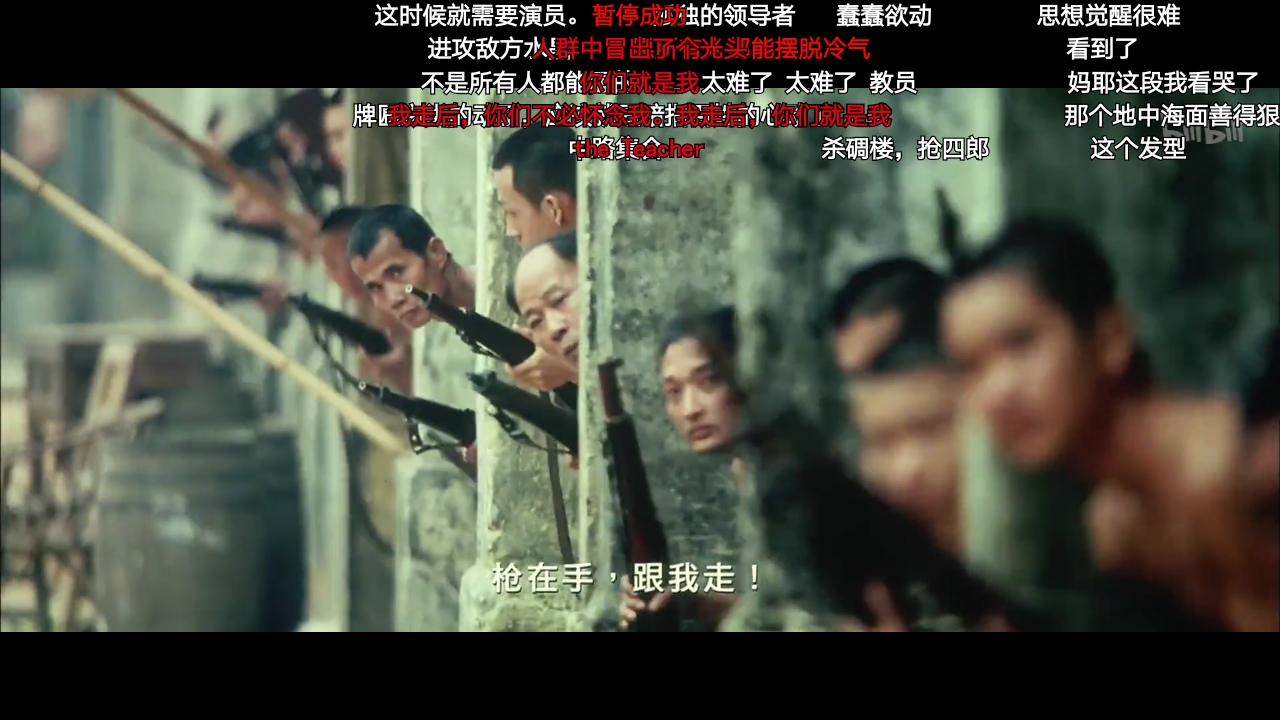 这时候就需要演员。 暂停成功 独的领导者 蠢蠢欲动 思想觉醒很难
进攻敌方水 人群中冒出 光头 能摆脱冷气 看到了
不是所有人都能 你们就是我 太难了 太难了 教员 妈耶这段我看哭了
牌 我走后，你们不必怀念我。我走后，你们就是我 那个地中海面善得狠
the Teacher 杀碉楼，抢四郎 这个发型
bilibili
枪在手，跟我走！